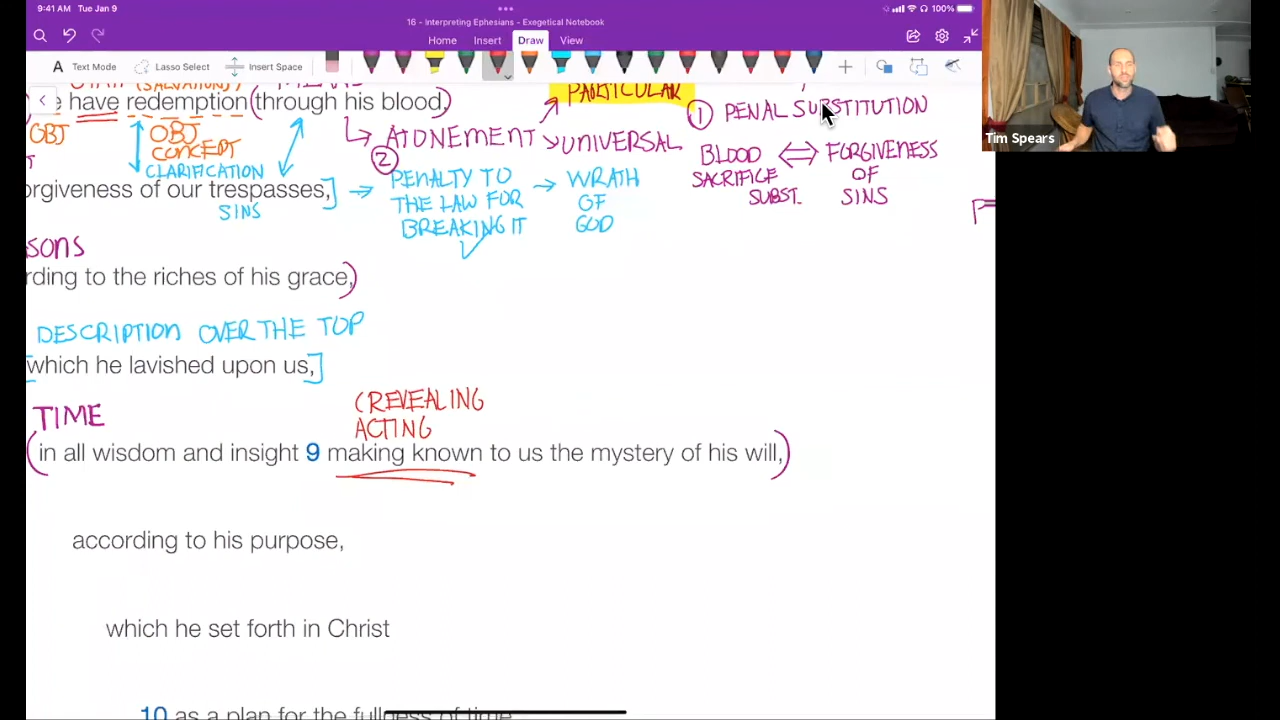 9:41 AM Tue Jan 9
100%
16 - Interpreting Ephesians - Exegetical Notebook
Home Insert Draw View
Text Mode Lasso Select Insert Space
(SALVATION)
PARTICULAR
e have redemption (through his blood,)
① PENAL SUBSTITUTION
OBJ OBJ
CONCEPT
CLARIFICATION
② ATONEMENT UNIVERSAL
BLOOD ⟺ FORGIVENESS
SACRIFICE OF
SUBST. SINS
orgiveness of our trespasses,]
SINS
PENALTY TO
THE LAW FOR
BREAKING IT
WRATH
OF
GOD
SONS
rding to the riches of his grace,)
DESCRIPTION OVER THE TOP
[which he lavished upon us,]
TIME
(REVEALING
ACTING
(in all wisdom and insight 9 making known to us the mystery of his will,)
according to his purpose,
which he set forth in Christ
10 as a plan for the fullness of time,
Tim Spears